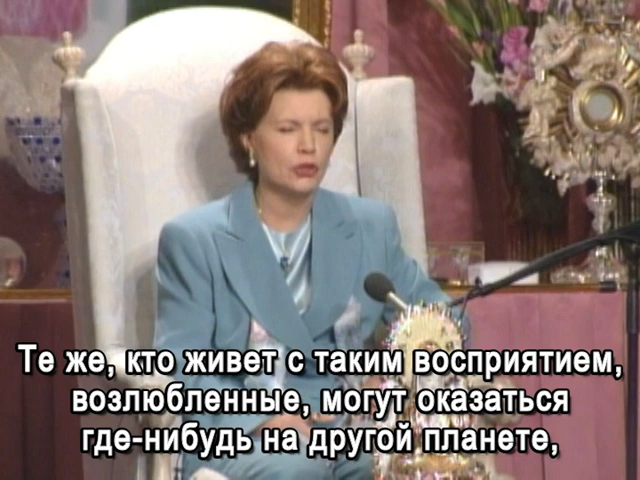 Те же, кто живет с таким восприятием,
возлюбленные, могут оказаться
где-нибудь на другой планете,